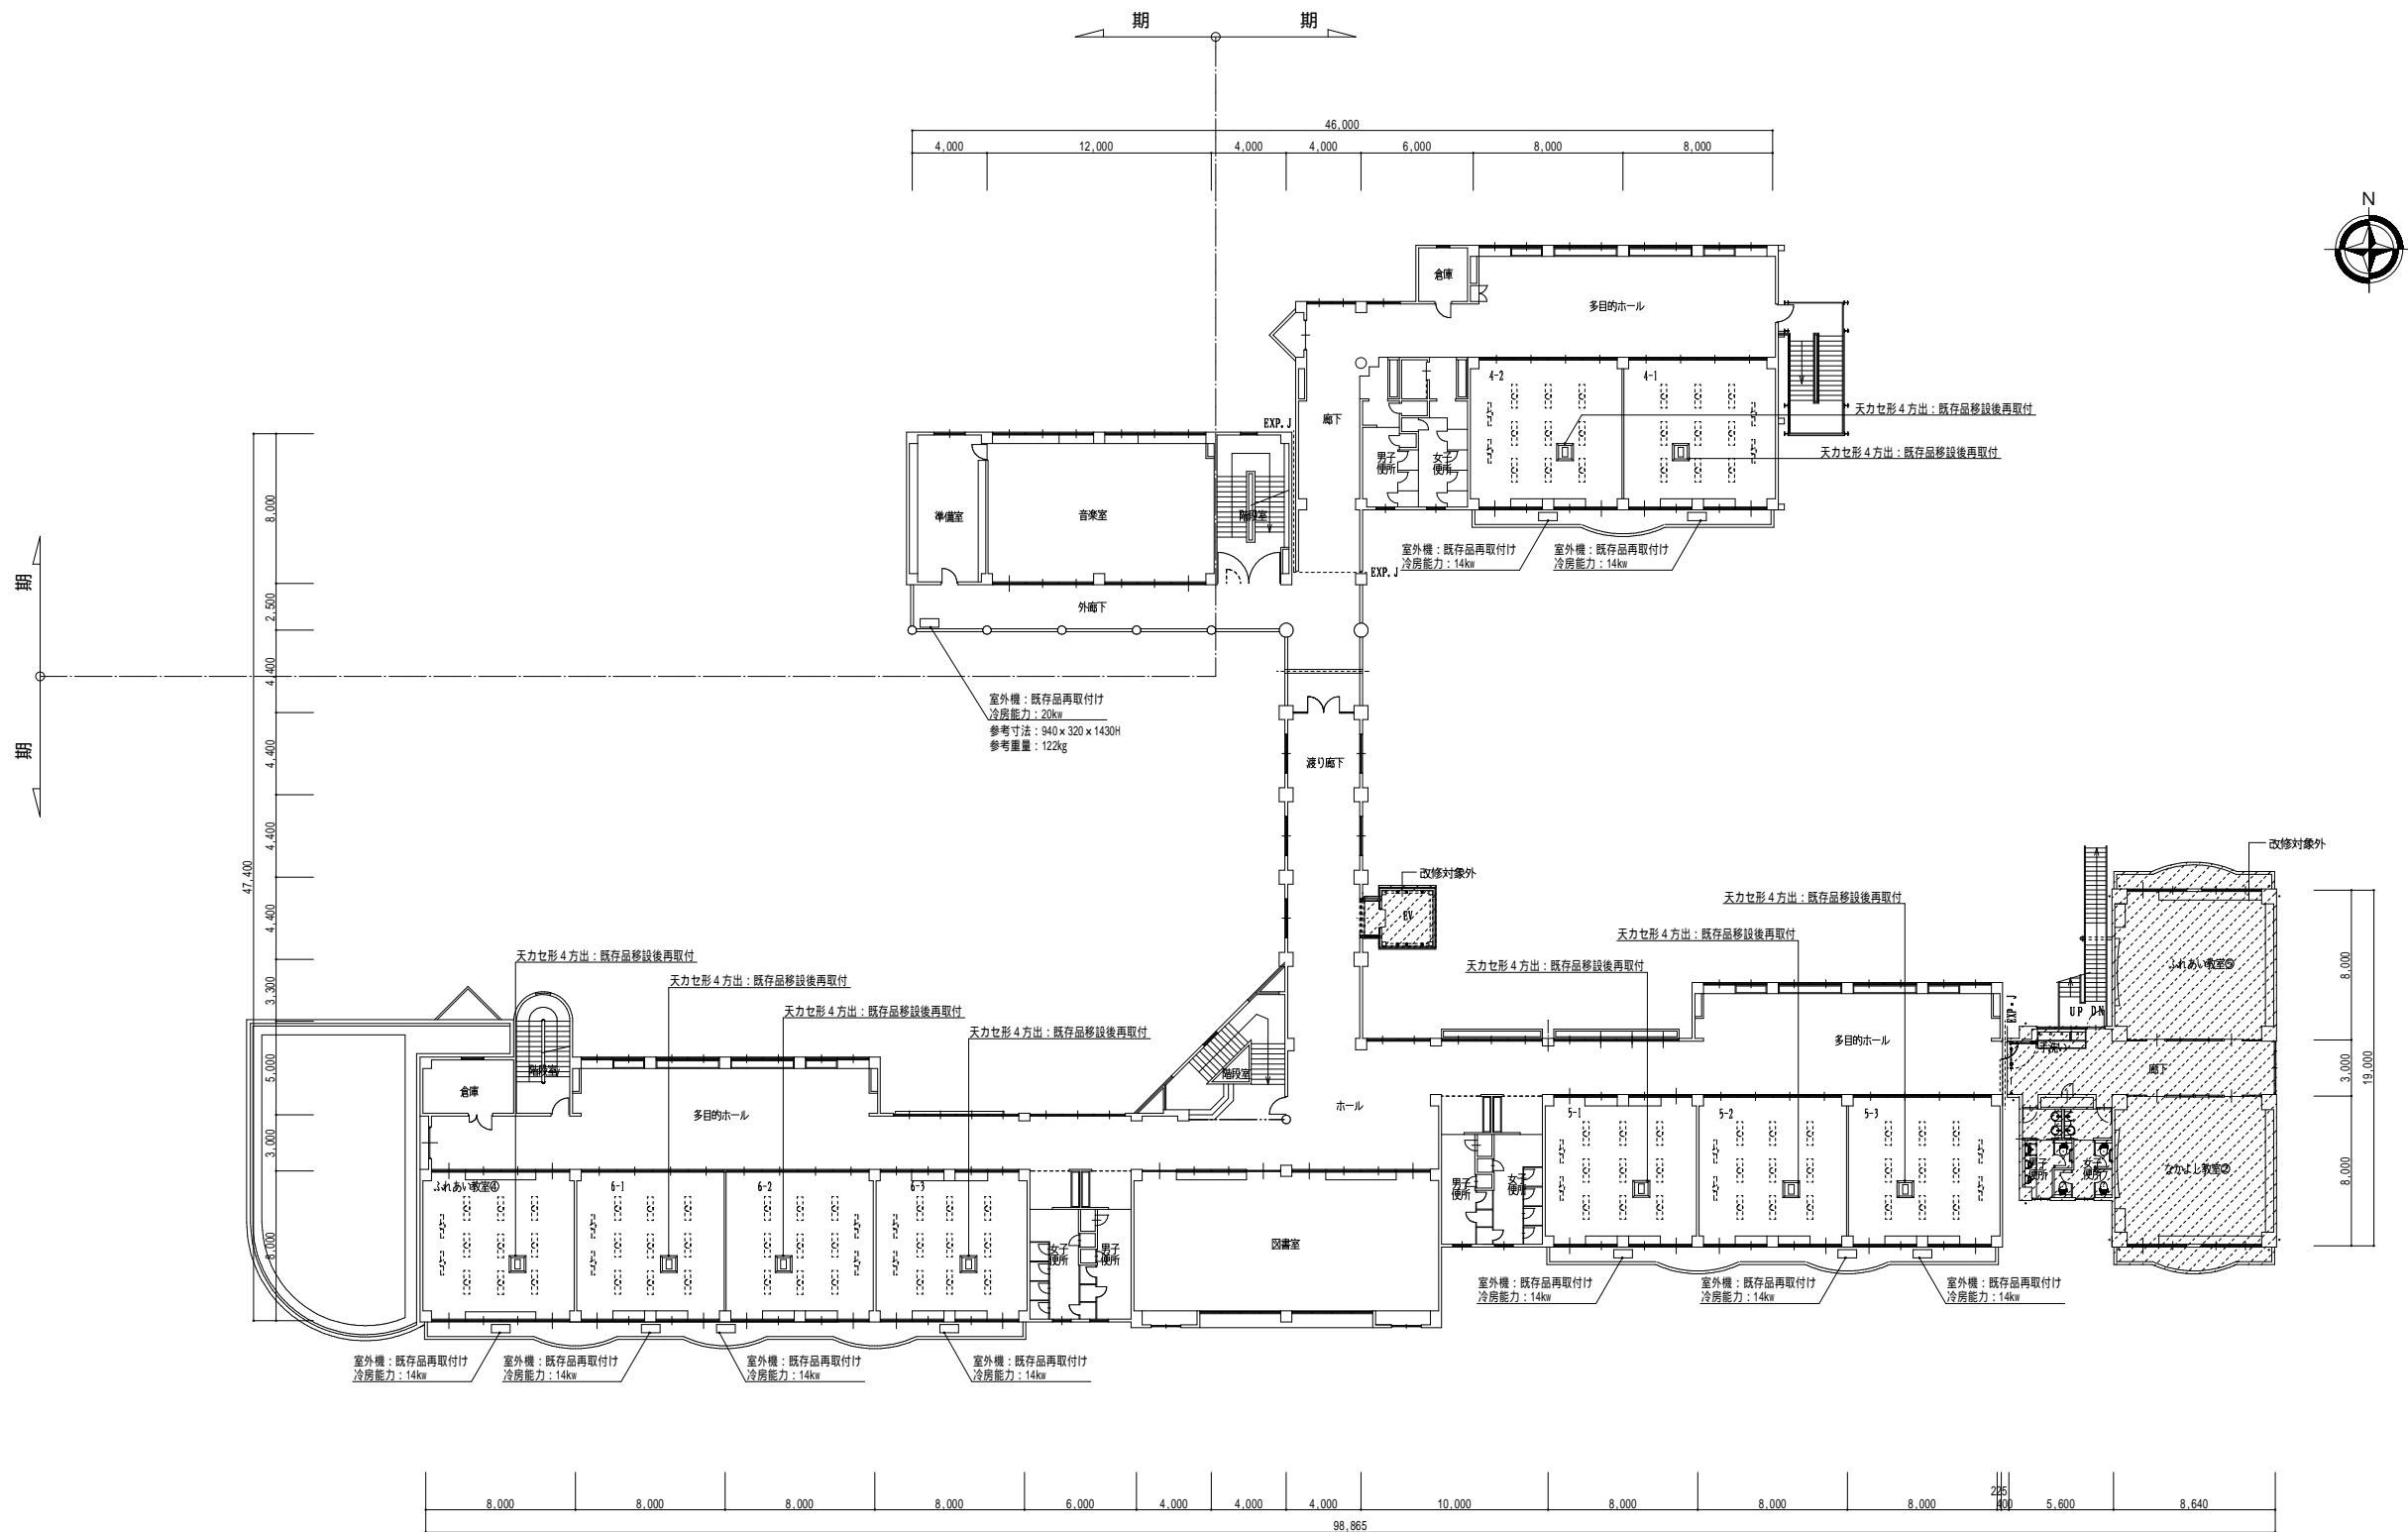 期
期
46,000
4,000
12,000
4,000
4,000
6,000
8,000
8,000
N
倉庫
多目的ホール
4-2
4-1
天カセ形４方出：既存品移設後再取付
天カセ形４方出：既存品移設後再取付
EXP.J
廊下
男子
便所
女子
便所
準備室
音楽室
階段室
室外機：既存品再取付け
冷房能力：14kw
室外機：既存品再取付け
冷房能力：14kw
EXP.J
外廊下
期
期
47,400
8,000
2,500
4,400
4,400
4,400
4,400
3,300
5,000
3,000
8,000
室外機：既存品再取付け
冷房能力：20kw
参考寸法：940×320×1430H
参考重量：122kg
渡り廊下
改修対象外
EV
改修対象外
天カセ形４方出：既存品移設後再取付
天カセ形４方出：既存品移設後再取付
天カセ形４方出：既存品移設後再取付
天カセ形４方出：既存品移設後再取付
天カセ形４方出：既存品移設後再取付
天カセ形４方出：既存品移設後再取付
天カセ形４方出：既存品移設後再取付
ふれあい教室⑤
8,000
3,000
8,000
19,000
EXP.J
UP DN
手洗い
廊下
多目的ホール
階段室
倉庫
多目的ホール
階段室
ホール
5-1
5-2
5-3
男子
便所
女子
便所
男子
便所
女子
便所
なかよし教室②
ふれあい教室④
6-1
6-2
6-3
女子
便所
男子
便所
図書室
室外機：既存品再取付け
冷房能力：14kw
室外機：既存品再取付け
冷房能力：14kw
室外機：既存品再取付け
冷房能力：14kw
室外機：既存品再取付け
冷房能力：14kw
室外機：既存品再取付け
冷房能力：14kw
室外機：既存品再取付け
冷房能力：14kw
室外機：既存品再取付け
冷房能力：14kw
8,000
8,000
8,000
8,000
6,000
4,000
4,000
4,000
10,000
8,000
8,000
8,000
225
400
5,600
8,640
98,865